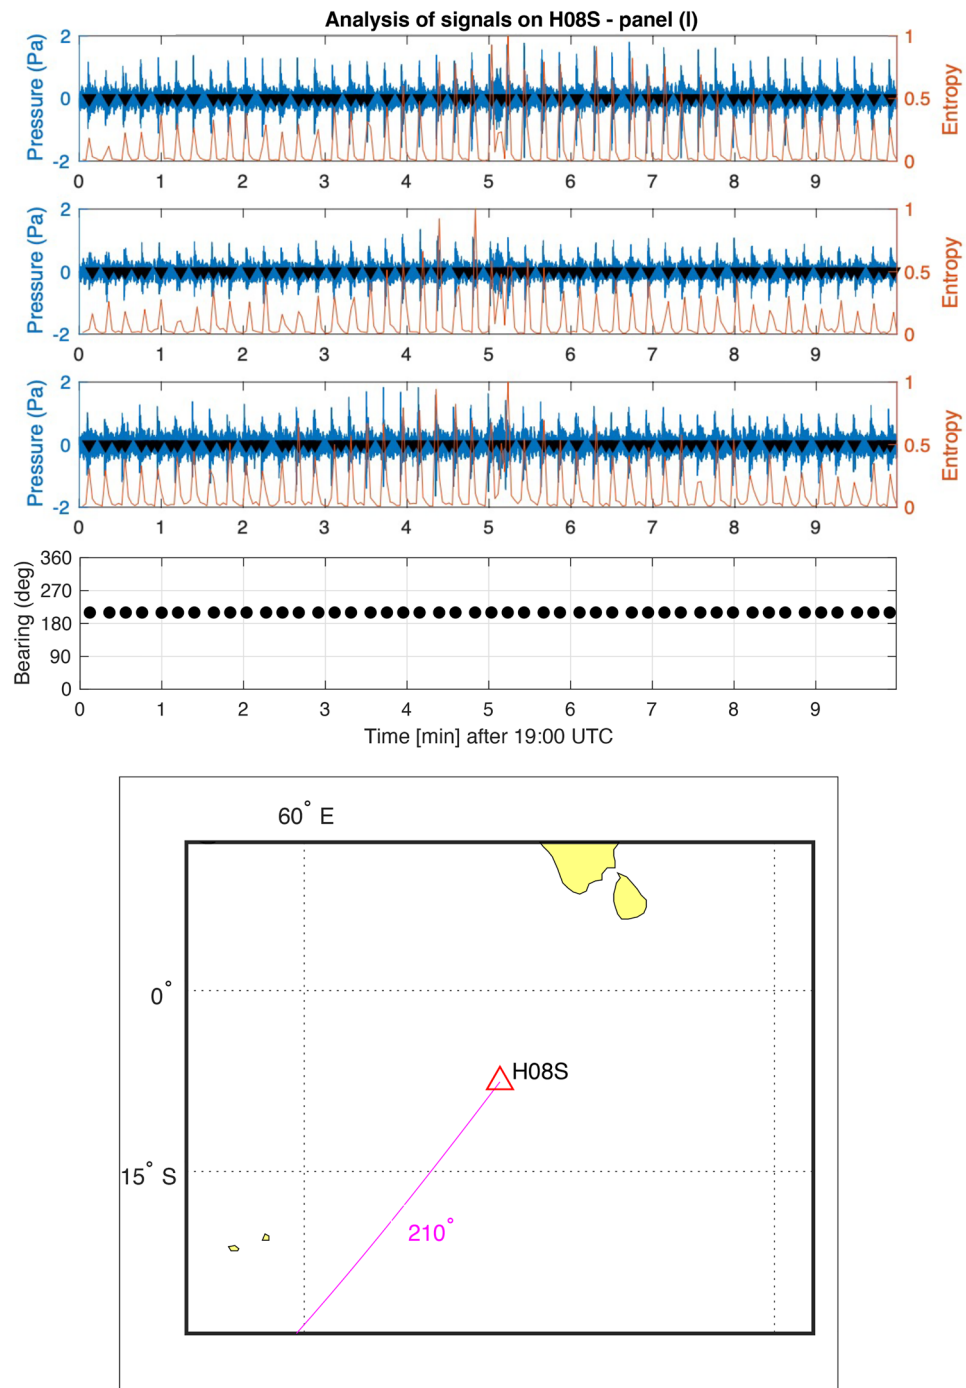 Analysis of signals on H08S - panel (I)
Pressure (Pa)
2
0
-2
1
0.5
0
Entropy
0 1 2 3 4 5 6 7 8 9
Pressure (Pa)
2
0
-2
1
0.5
0
Entropy
0 1 2 3 4 5 6 7 8 9
Pressure (Pa)
2
0
-2
1
0.5
0
Entropy
0 1 2 3 4 5 6 7 8 9
Bearing (deg)
360
270
180
90
0
0 1 2 3 4 5 6 7 8 9
Time [min] after 19:00 UTC
60° E
0°
H08S
15° S
210°